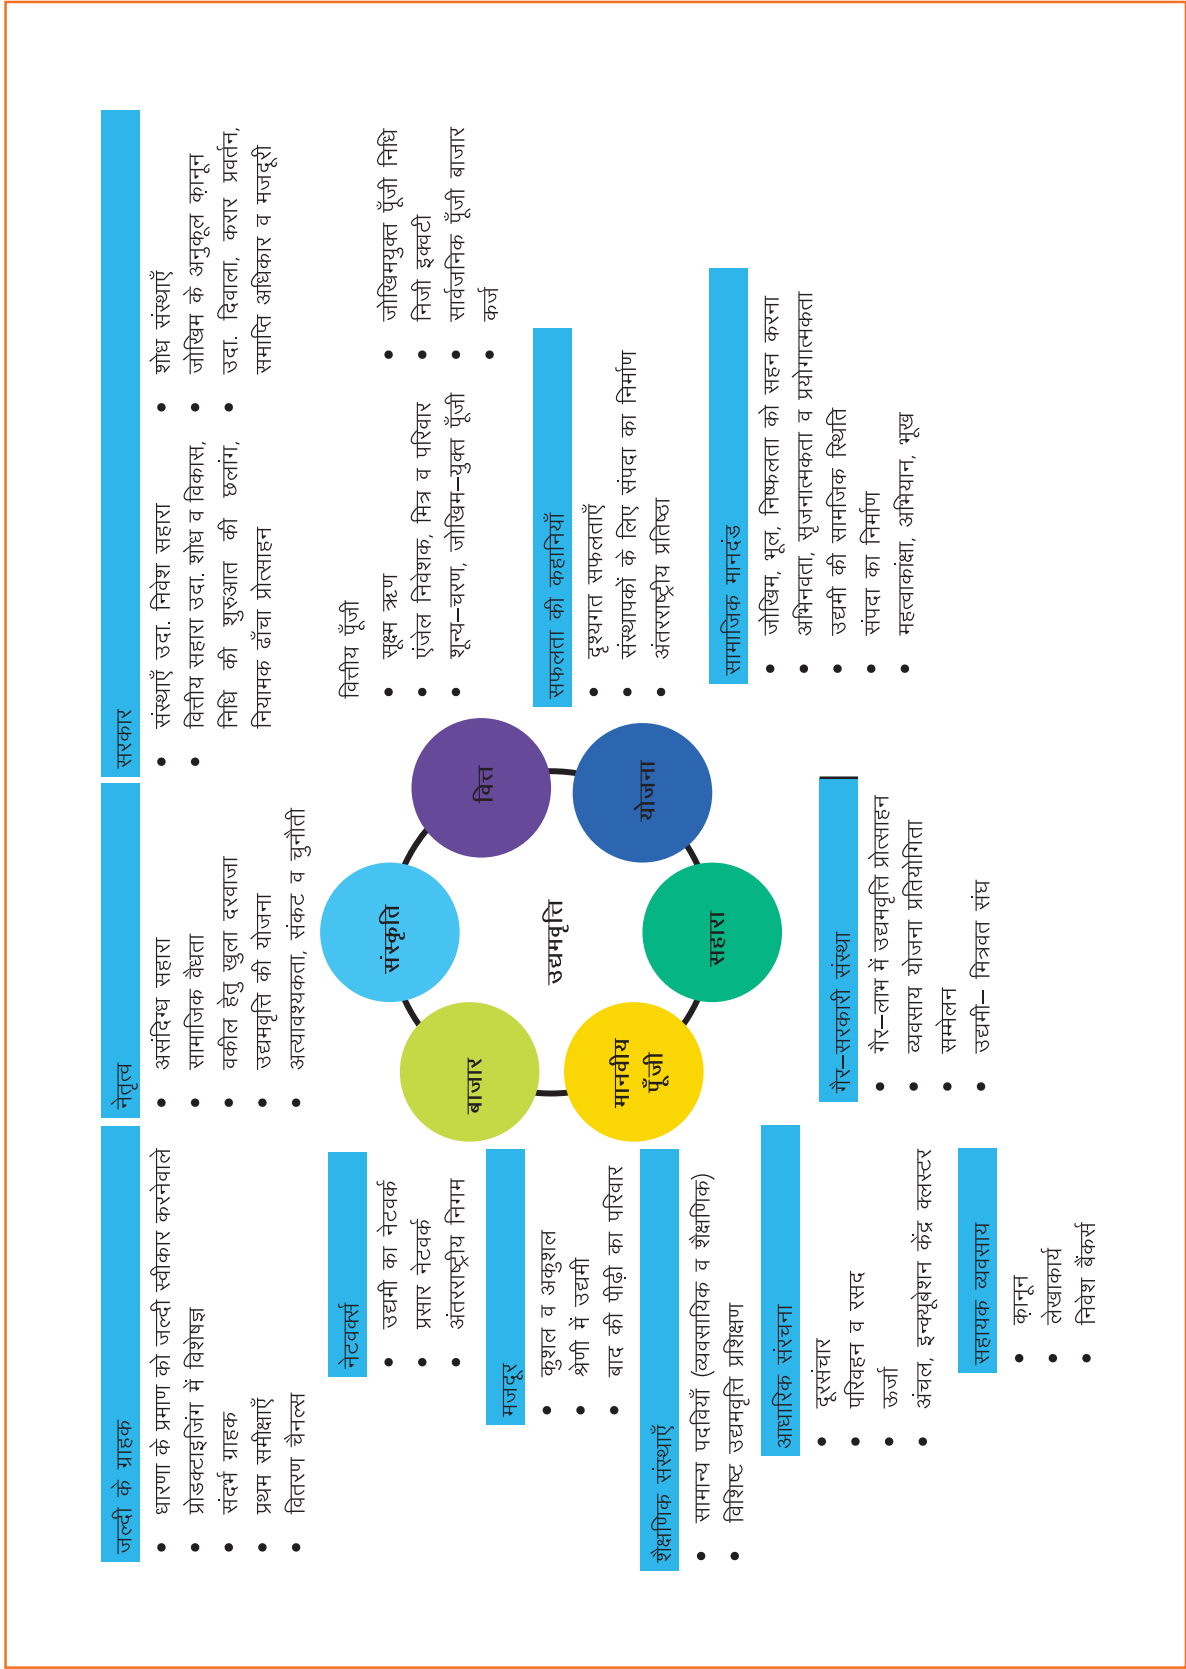 जल्दी के ग्राहक
धारणा के प्रमाण को जल्दी स्वीकार करनेवाले
प्रोडक्टाइजिंग में विशेषज्ञ
संदर्भ ग्राहक
प्रथम समीक्षाएँ
वितरण चैनल्स
नेतृत्व
असंदिग्ध सहारा
सामाजिक वैधता
वकील हेतु खुला दरवाजा
उद्यमवृत्ति की योजना
अत्यावश्यकता, संकट व चुनौती
सरकार
संस्थाएँ उदा. निवेश सहारा
वित्तीय सहारा उदा. शोध व विकास,
निधि की शुरुआत की छलांग,
नियामक ढाँचा प्रोत्साहन
शोध संस्थाएँ
जोखिम के अनुकूल क़ानून
उदा. दिवाला, करार प्रवर्तन,
समाप्ति अधिकार व मजदूरी
नेटवर्क्स
उद्यमी का नेटवर्क
प्रसार नेटवर्क
अंतरराष्ट्रीय निगम
मजदूर
कुशल व अकुशल
श्रेणी में उद्यमी
बाद की पीढ़ी का परिवार
शैक्षणिक संस्थाएँ
सामान्य पदवियाँ (व्यवसायिक व शैक्षणिक)
विशिष्ट उद्यमवृत्ति प्रशिक्षण
आधारिक संरचना
दूरसंचार
परिवहन व रसद
ऊर्जा
अंचल, इन्क्यूबेशन केंद्र क्लस्टर
सहायक व्यवसाय
क़ानून
लेखाकार्य
निवेश बैंकर्स
संस्कृति
वित्त
बाजार
उद्यमवृत्ति
योजना
मानवीय
पूँजी
सहारा
वित्तीय पूँजी
सूक्ष्म ऋण
एंजेल निवेशक, मित्र व परिवार
शून्य–चरण, जोखिम–युक्त पूँजी
जोखिमयुक्त पूँजी निधि
निजी इक्वटी
सार्वजनिक पूँजी बाजार
कर्ज
सफलता की कहानियाँ
दृश्यगत सफलताएँ
संस्थापकों के लिए संपदा का निर्माण
अंतरराष्ट्रीय प्रतिष्ठा
सामाजिक मानदंड
जोखिम, भूल, निष्फलता को सहन करना
अभिनवता, सृजनात्मकता व प्रयोगात्मकता
उद्यमी की सामजिक स्थिति
संपदा का निर्माण
महत्वाकांक्षा, अभियान, भूख
गैर–सरकारी संस्था
गैर–लाभ में उद्यमवृत्ति प्रोत्साहन
व्यवसाय योजना प्रतियोगिता
सम्मेलन
उद्यमी– मित्रवत संघ